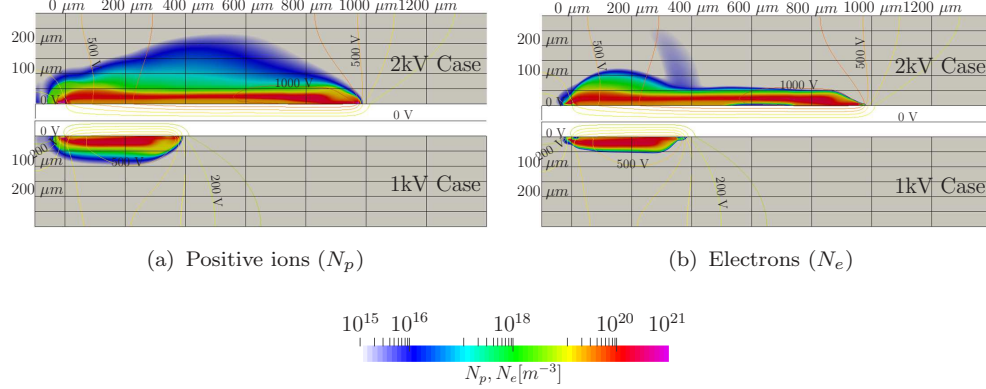 0 μm 200 μm 400 μm 600 μm 800 μm 1000 μm 1200 μm
200 μm
100 μm
0 V
500 V
500 V
1000 V
2kV Case
0 V
0 V
200 V
100 μm
200 μm
500 V
200 V
1kV Case
(a) Positive ions (Np)
0 μm 200 μm 400 μm 600 μm 800 μm 1000 μm 1200 μm
200 μm
100 μm
0 V
500 V
500 V
1000 V
2kV Case
0 V
0 V
200 V
100 μm
200 μm
500 V
200 V
1kV Case
(b) Electrons (Ne)
10^15 10^16 10^18 10^20 10^21
Np, Ne[m^−3]